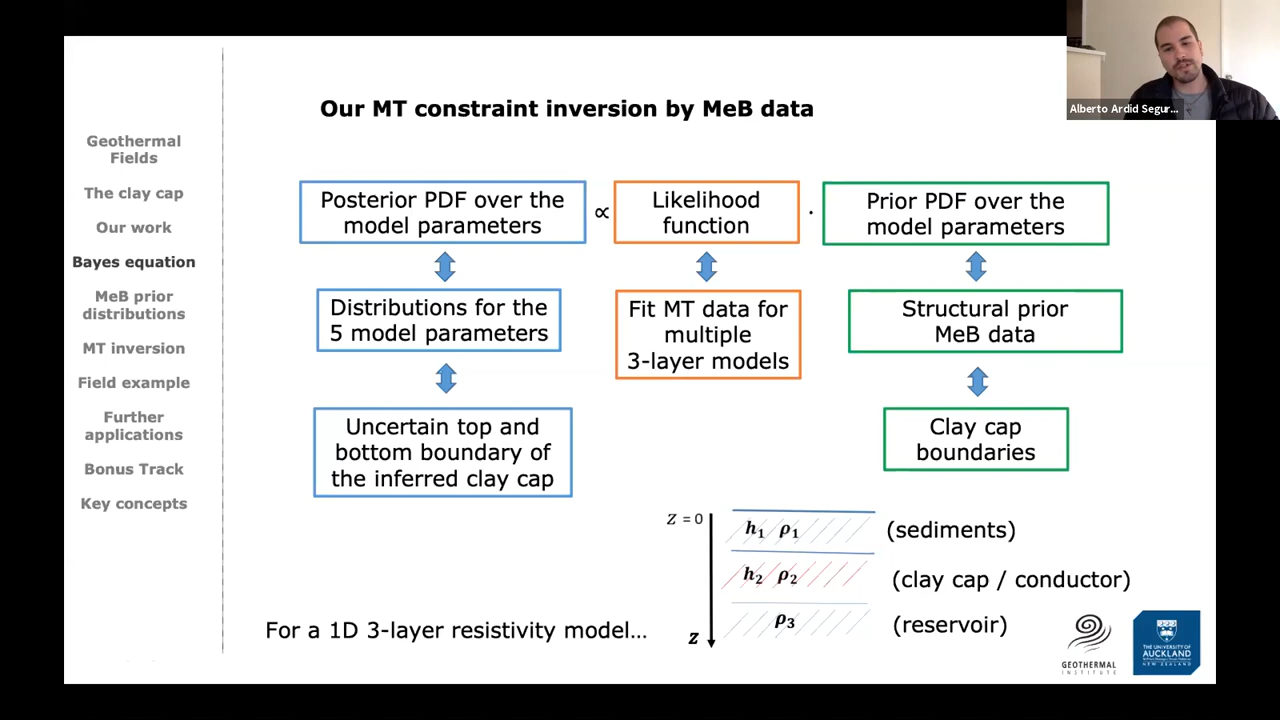 Our MT constraint inversion by MeB data
Alberto Ardid Segur...
Geothermal
Fields
The clay cap
Our work
Bayes equation
MeB prior
distributions
MT inversion
Field example
Further
applications
Bonus Track
Key concepts
Posterior PDF over the
model parameters
∝
Likelihood
function
·
Prior PDF over the
model parameters
Distributions for the
5 model parameters
Fit MT data for
multiple
3-layer models
Structural prior
MeB data
Uncertain top and
bottom boundary of
the inferred clay cap
Clay cap
boundaries
z = 0
h₁ ρ₁
(sediments)
h₂ ρ₂
(clay cap / conductor)
ρ₃
(reservoir)
z
For a 1D 3-layer resistivity model...
GEOTHERMAL
INSTITUTE
THE UNIVERSITY OF
AUCKLAND
NEW ZEALAND